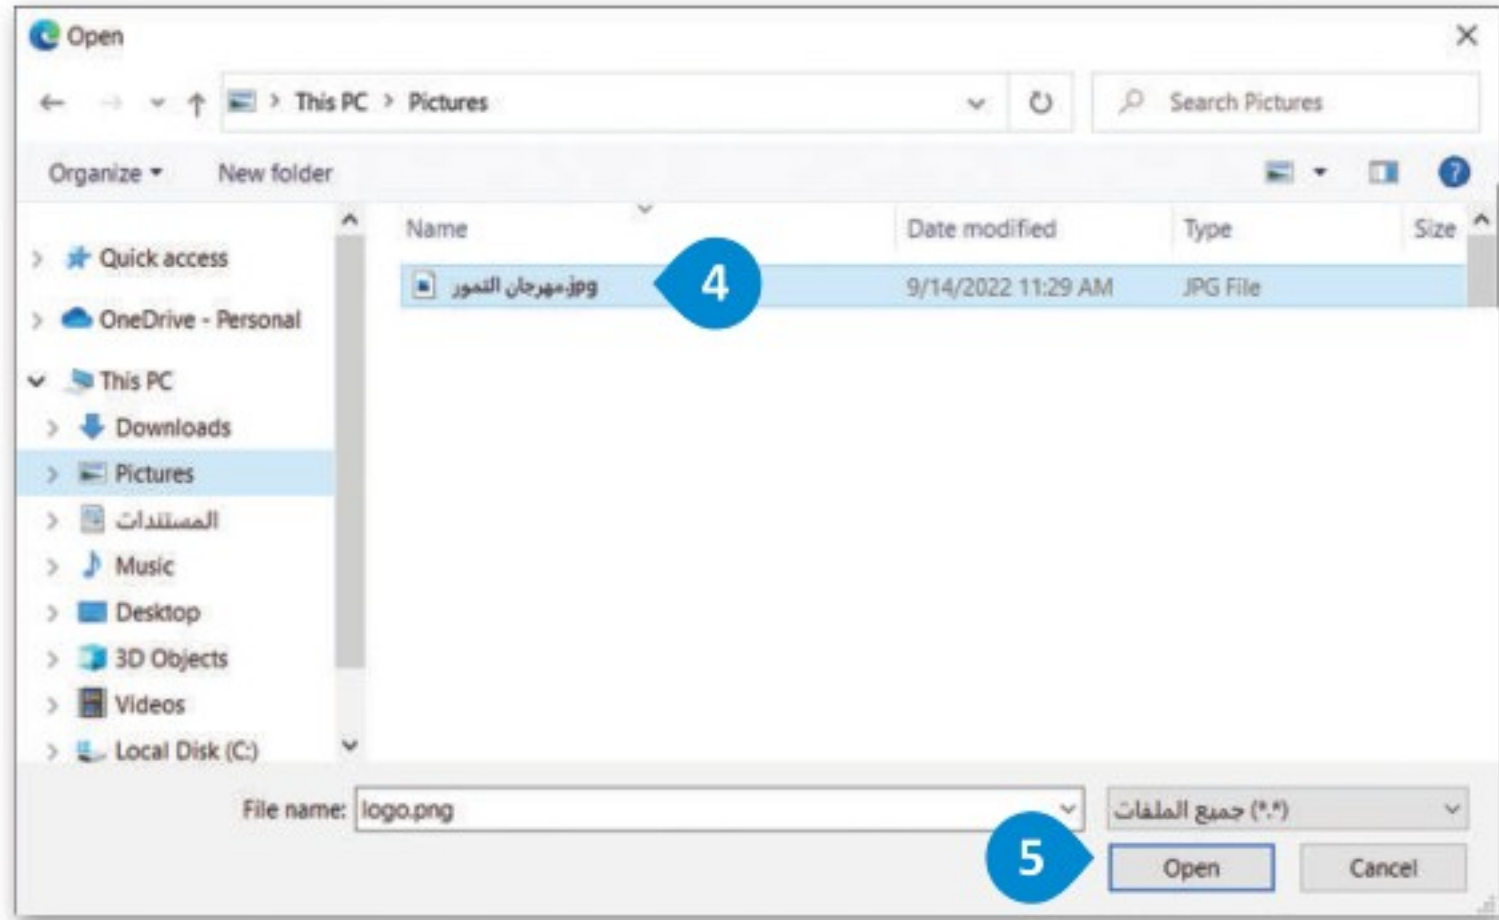 Open
This PC > Pictures
Search Pictures
Organize
New folder
?
Name
Date modified
Type
Size
مهرجان التمور.jpg
4
9/14/2022 11:29 AM
JPG File
Quick access
OneDrive - Personal
This PC
Downloads
Pictures
المستندات
Music
Desktop
3D Objects
Videos
Local Disk (C:)
File name:
logo.png
جميع الملفات (*.*)
5
Open
Cancel